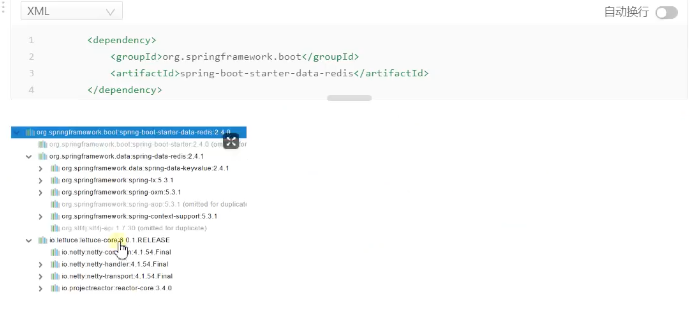 XML
自动换行
1 <dependency>
2 <groupId>org.springframework.boot</groupId>
3 <artifactId>spring-boot-starter-data-redis</artifactId>
4 </dependency>
org.springframework.boot:spring-boot-starter-data-redis:2.4.0
org.springframework.boot:spring-boot-starter:2.4.0 (om
org.springframework.data:spring-data-redis:2.4.1
org.springframework.data:spring-data-keyvalue:2.4.1
org.springframework:spring-tx:5.3.1
org.springframework:spring-oxm:5.3.1
org.springframework:spring-aop:5.3.1 (omitted for duplicate
org.springframework:spring-context-support:5.3.1
org.slf4j:slf4j-api:1.7.30 (omitted for duplicate)
io.lettuce:lettuce-core:6.0.1.RELEASE
io.netty:netty-common:4.1.54.Final
io.netty:netty-handler:4.1.54.Final
io.netty:netty-transport:4.1.54.Final
io.projectreactor:reactor-core:3.4.0